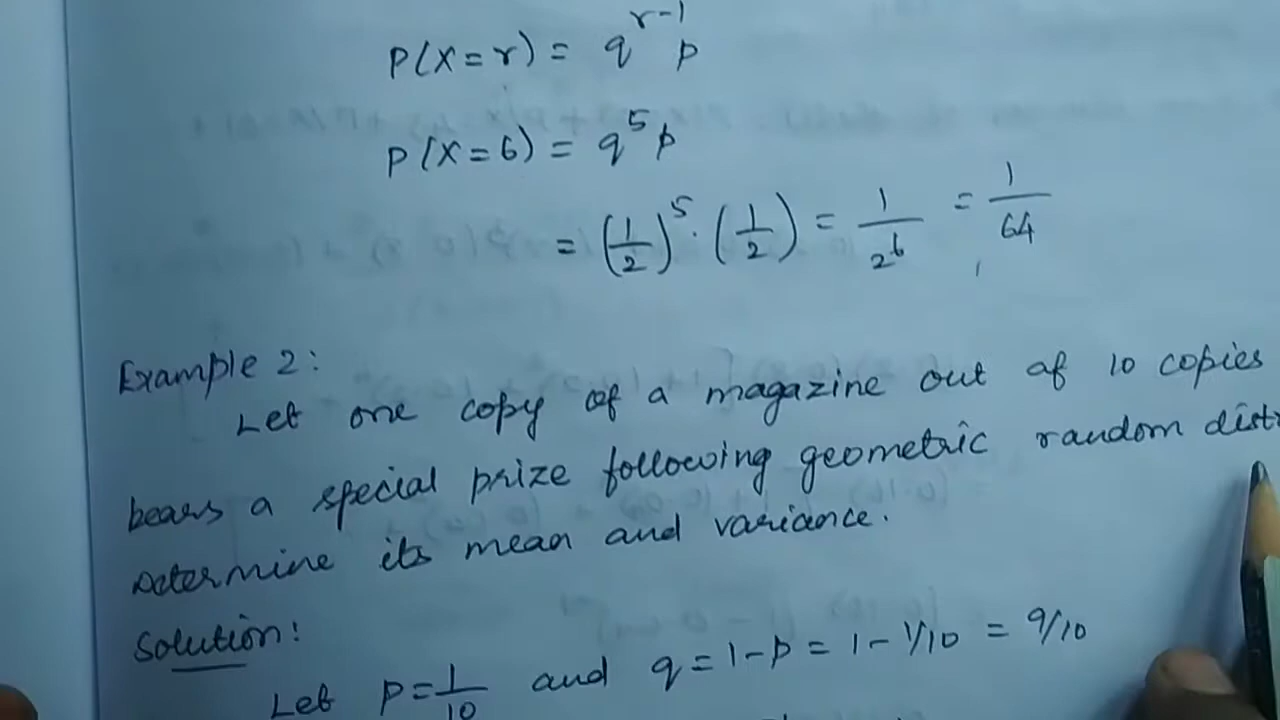 P(X=r) = q^{r-1} p
P(X=6) = q^5 p
= (1/2)^5 . (1/2) = 1/2^6 = 1/64
Example 2:
Let one copy of a magazine out of 10 copies
bears a special prize following geometric random
Determine its mean and variance.
Solution:
Let p = 1/10 and q = 1-p = 1 - 1/10 = 9/10